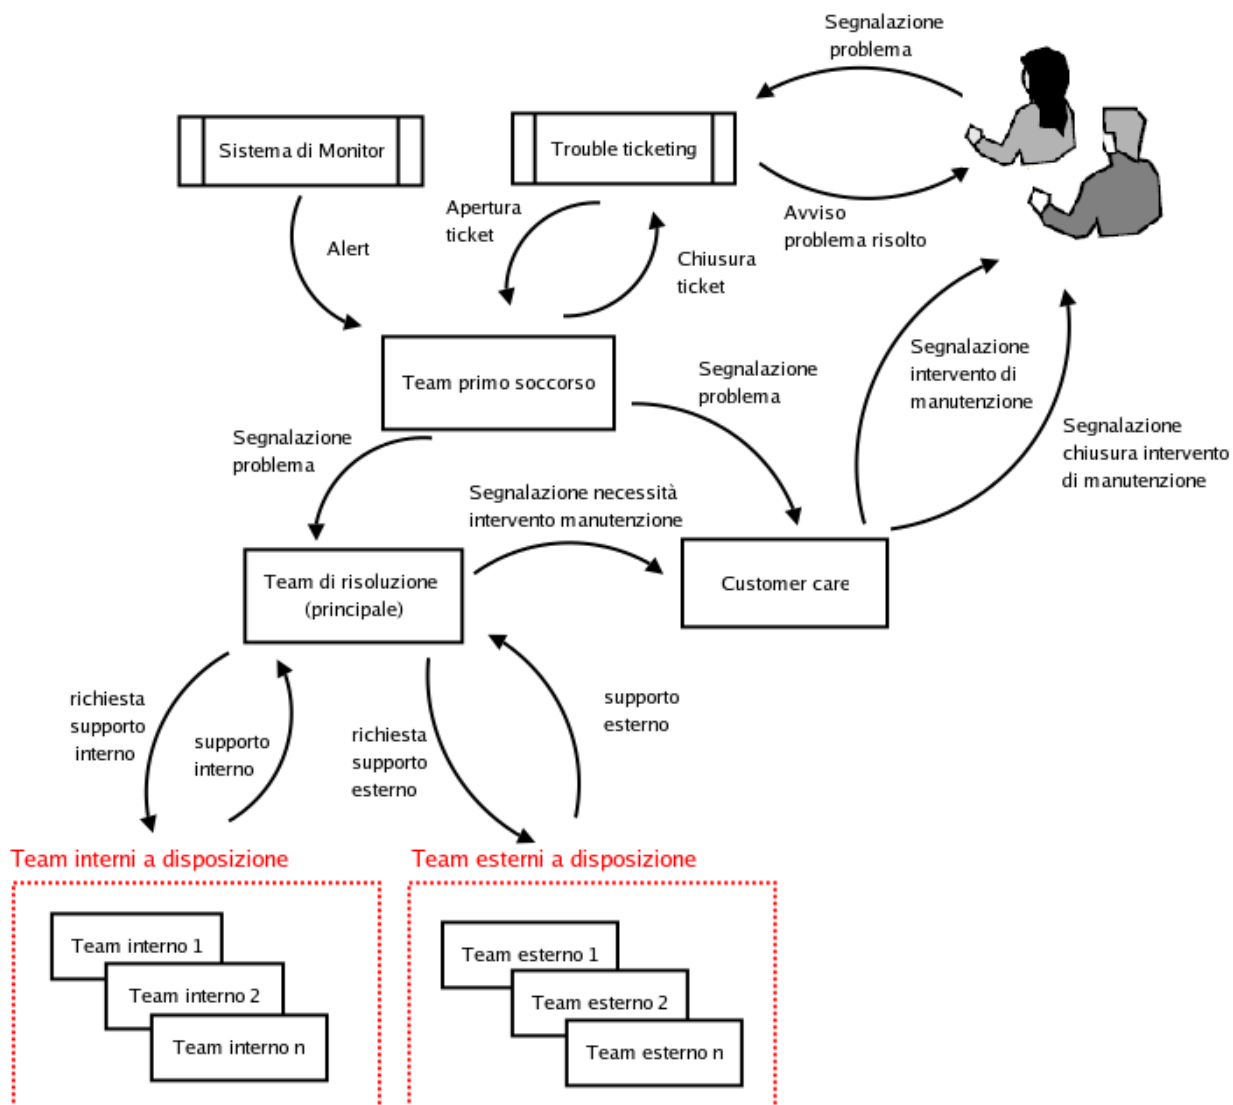 Segnalazione
problema
Sistema di Monitor
Trouble ticketing
Apertura
ticket
Avviso
problema risolto
Alert
Chiusura
ticket
Team primo soccorso
Segnalazione
problema
Segnalazione
intervento di
manutenzione
Segnalazione
chiusura intervento
di manutenzione
Segnalazione
problema
Segnalazione necessità
intervento manutenzione
Team di risoluzione
(principale)
Customer care
richiesta
supporto
interno
supporto
interno
richiesta
supporto
esterno
supporto
esterno
Team interni a disposizione
Team esterni a disposizione
Team interno 1
Team interno 2
Team interno n
Team esterno 1
Team esterno 2
Team esterno n